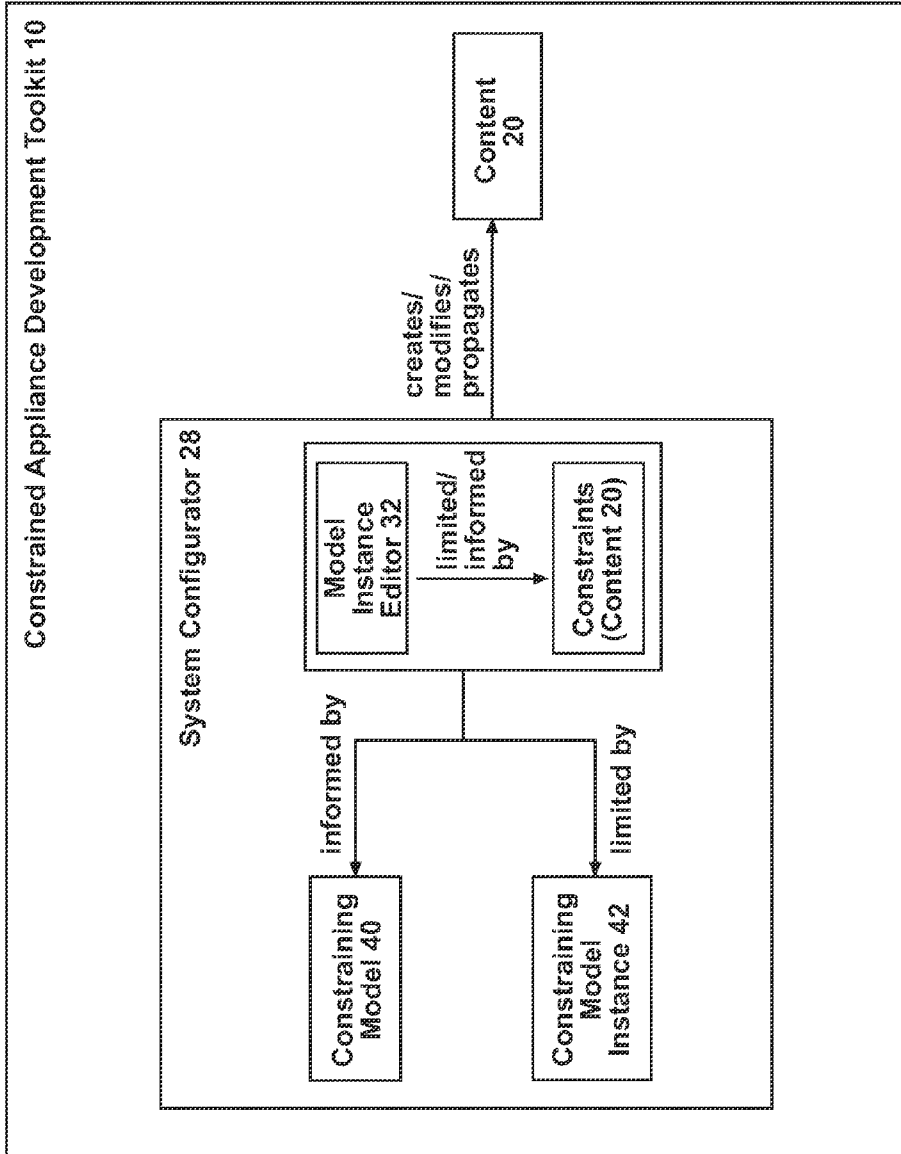 Constrained Appliance Development Toolkit 10
System Configurator 28
Constraining
Model 40
informed by
Constraining
Model
Instance 42
limited by
Model
Instance
Editor 32
limited/
informed
by
Constraints
(Content 20)
creates/
modifies/
propagates
Content
20